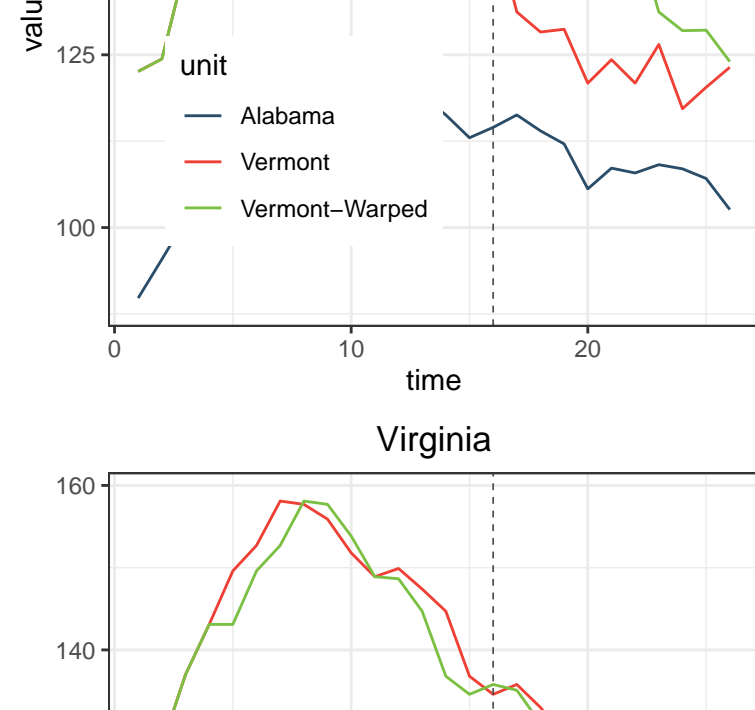 valu
125
unit
Alabama
Vermont
Vermont−Warped
100
0 10 20
time
Virginia
160
140